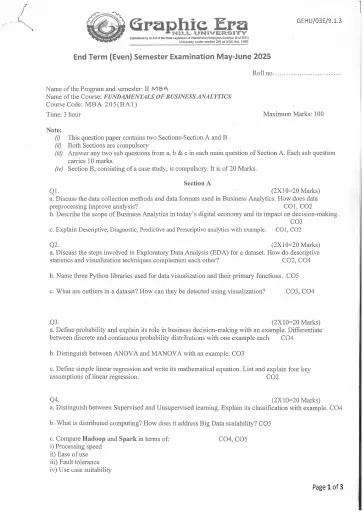 GEHU/03E/9.1.3
Graphic Era
HILL UNIVERSITY
End Term (Even) Semester Examination May-June 2025
Roll no..............................
Name of the Program and semester: II MBA
Name of the Course: FUNDAMENTALS OF BUSINESS ANALYTICS
Course Code: MBA 205(BA1)
Time: 3 hour Maximum Marks: 100
Note:
(i) This question paper contains two Sections-Section A and B
(ii) Both Sections are compulsory
(iii) Answer any two sub questions from a, b & c in each main question of Section A. Each sub question
carries 10 marks.
(iv) Section B, consisting of a case study, is compulsory. It is of 20 Marks.
Section A
Q1. (2X10=20 Marks)
a. Discuss the data collection methods and data formats used in Business Analytics. How does data
preprocessing improve analysis? CO1, CO2
b. Describe the scope of Business Analytics in today's digital economy and its impact on decision-making.
CO3
c. Explain Descriptive, Diagnostic, Predictive and Prescriptive analytics with example. CO1, CO2
Q2. (2X10=20 Marks)
a. Discuss the steps involved in Exploratory Data Analysis (EDA) for a dataset. How do descriptive
statistics and visualization techniques complement each other? CO2, CO4
b. Name three Python libraries used for data visualization and their primary functions. CO5
c. What are outliers in a dataset? How can they be detected using visualization? CO3, CO4
Q3. (2X10=20 Marks)
a. Define probability and explain its role in business decision-making with an example. Differentiate
between discrete and continuous probability distributions with one example each. CO4
b. Distinguish between ANOVA and MANOVA with an example. CO3
c. Define simple linear regression and write its mathematical equation. List and explain four key
assumptions of linear regression. CO2
Q4. (2X10=20 Marks)
a. Distinguish between Supervised and Unsupervised learning. Explain its classification with example. CO4
b. What is distributed computing? How does it address Big Data scalability? CO5
c. Compare Hadoop and Spark in terms of: CO4, CO5
i) Processing speed
ii) Ease of use
iii) Fault tolerance
iv) Use case suitability
Page 1 of 3